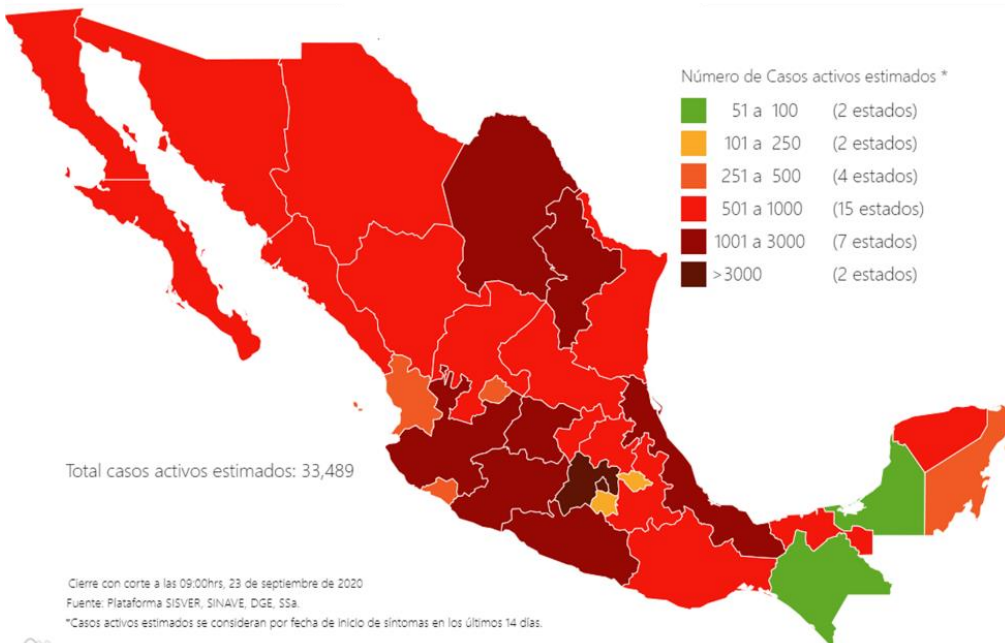 Número de Casos activos estimados *
51 a 100 (2 estados)
101 a 250 (2 estados)
251 a 500 (4 estados)
501 a 1000 (15 estados)
1001 a 3000 (7 estados)
>3000 (2 estados)
Total casos activos estimados: 33,489
Cierre con corte a las 09:00hrs, 23 de septiembre de 2020
Fuente: Plataforma SISVER, SINAVE, DGE, SSa.
*Casos activos estimados se consideran por fecha de inicio de síntomas en los últimos 14 días.